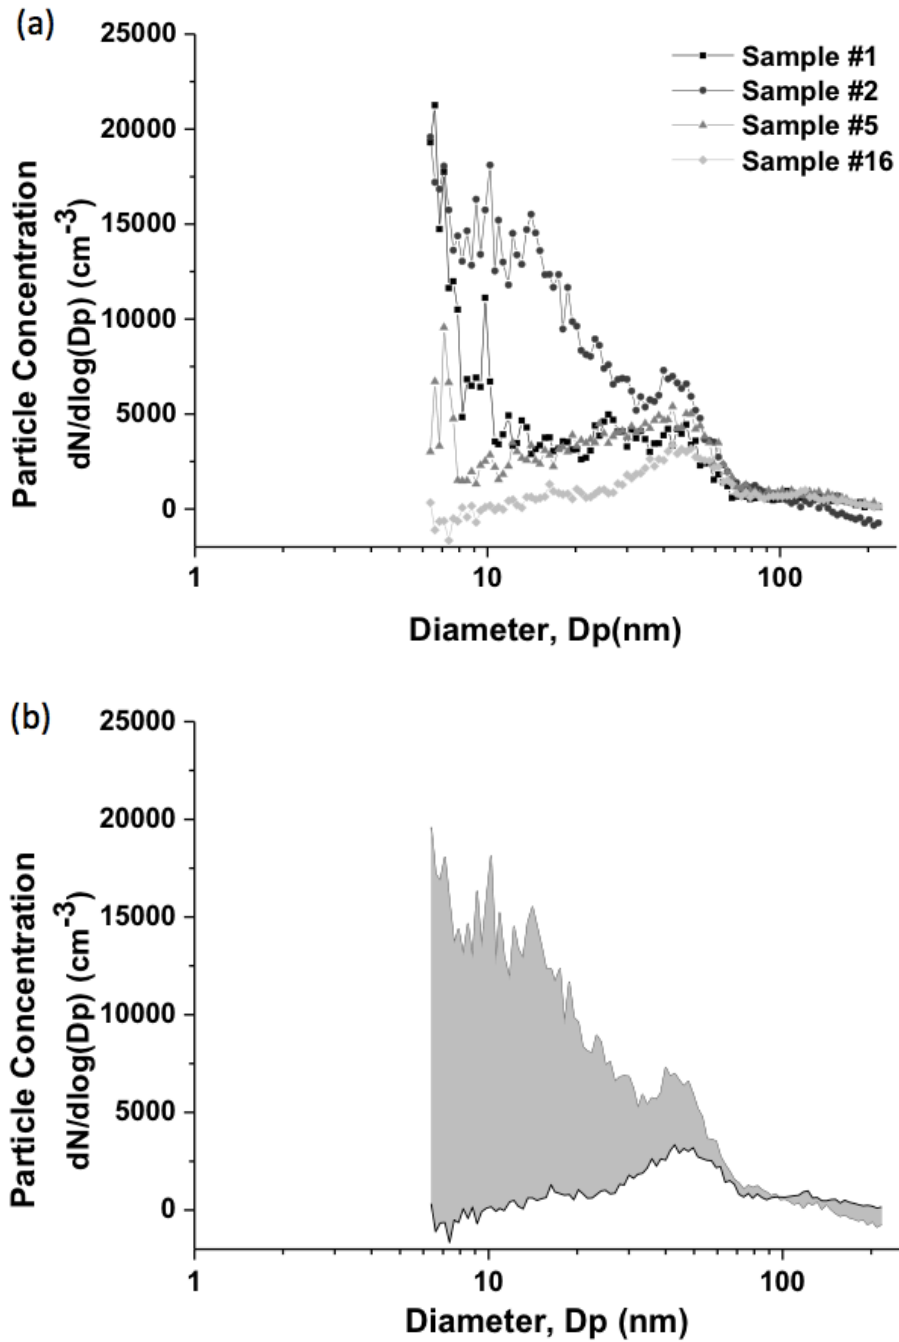 (a)
25000
20000
15000
10000
5000
0
Particle Concentration
dN/dlog(Dp) (cm-3)
Sample #1
Sample #2
Sample #5
Sample #16
1
10
100
Diameter, Dp(nm)
(b)
25000
20000
15000
10000
5000
0
Particle Concentration
dN/dlog(Dp) (cm-3)
1
10
100
Diameter, Dp (nm)